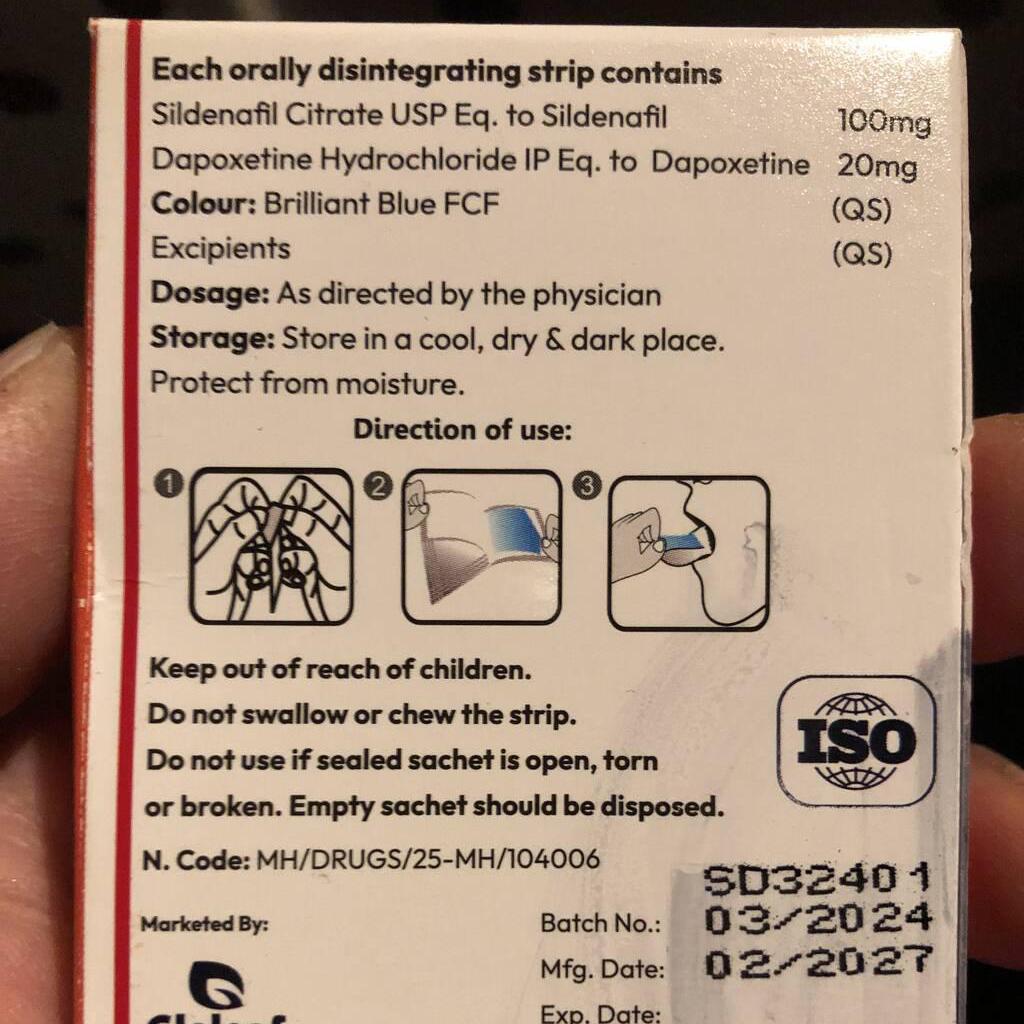 Each orally disintegrating strip contains
Sildenafil Citrate USP Eq. to Sildenafil 100mg
Dapoxetine Hydrochloride IP Eq. to Dapoxetine 20mg
Colour: Brilliant Blue FCF (QS)
Excipients (QS)
Dosage: As directed by the physician
Storage: Store in a cool, dry & dark place.
Protect from moisture.
Direction of use:
1 2 3
Keep out of reach of children.
Do not swallow or chew the strip.
Do not use if sealed sachet is open, torn
or broken. Empty sachet should be disposed.
ISO
N. Code: MH/DRUGS/25-MH/104006
SD32401
Marketed By:
Batch No.: 03/2024
Mfg. Date: 02/2027
Exp. Date: